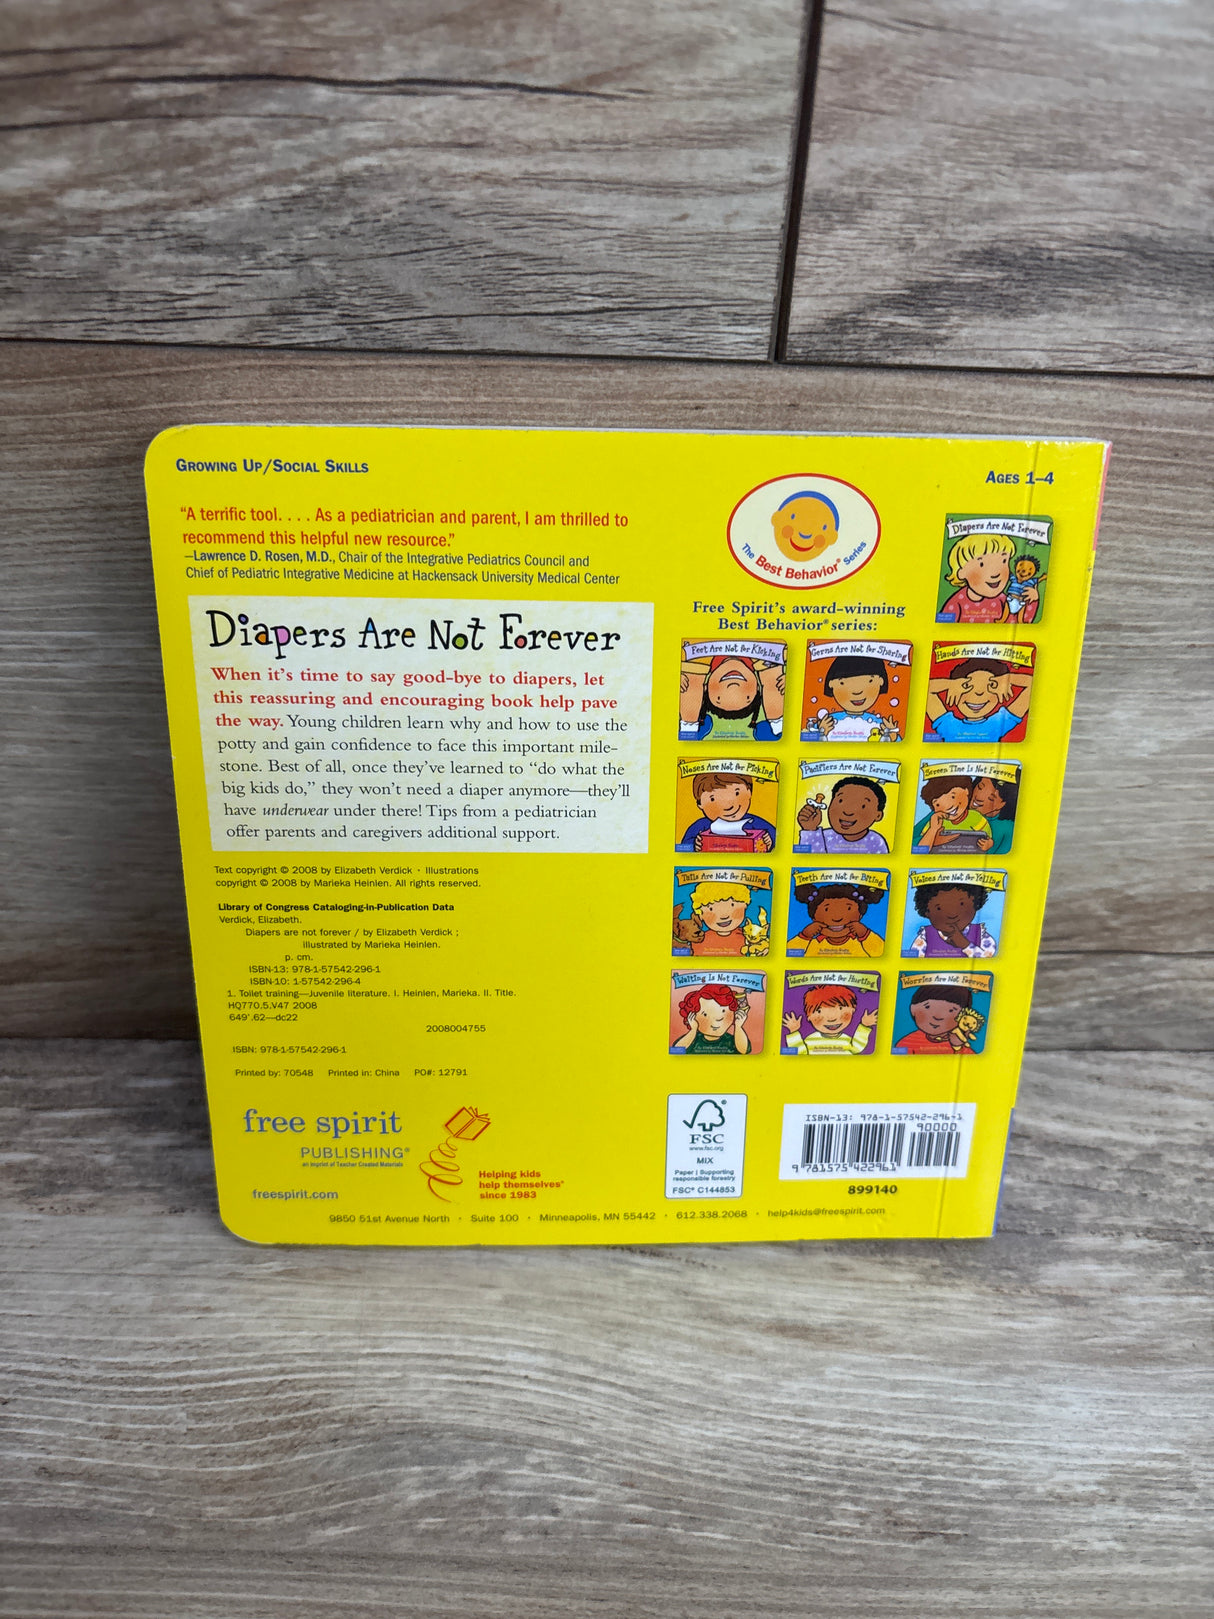 GROWING UP/SOCIAL SKILLS
"A terrific tool. . . . As a pediatrician and parent, I am thrilled to
recommend this helpful new resource."
—Lawrence D. Rosen, M.D., Chair of the Integrative Pediatrics Council and
Chief of Pediatric Integrative Medicine at Hackensack University Medical Center
Diapers Are Not Forever
When it's time to say good-bye to diapers, let
this reassuring and encouraging book help pave
the way. Young children learn why and how to use the
potty and gain confidence to face this important mile-
stone. Best of all, once they've learned to "do what the
big kids do," they won't need a diaper anymore—they'll
have underwear under there! Tips from a pediatrician
offer parents and caregivers additional support.
Text copyright © 2008 by Elizabeth Verdick · Illustrations
copyright © 2008 by Marieka Heinlen. All rights reserved.
Library of Congress Cataloging-in-Publication Data
Verdick, Elizabeth.
Diapers are not forever / by Elizabeth Verdick ;
illustrated by Marieka Heinlen.
p. cm.
ISBN-13: 978-1-57542-296-1
ISBN-10: 1-57542-296-4
1. Toilet training—Juvenile literature. I. Heinlen, Marieka. II. Title.
HQ770.5.V47 2008
649'.62—dc22
2008004755
ISBN: 978-1-57542-296-1
Printed by: 70548 Printed in: China PO#: 12791
free spirit
PUBLISHING®
an imprint of Teacher Created Materials
freespirit.com
Helping kids
help themselves®
since 1983
9850 51st Avenue North · Suite 100 · Minneapolis, MN 55442 · 612.338.2068 · help4kids@freespirit.com
AGES 1–4
The Best Behavior® Series
Free Spirit's award-winning
Best Behavior® series:
Diapers Are Not Forever
Feet Are Not for Kicking
Germs Are Not for Sharing
Hands Are Not for Hitting
Noses Are Not for Picking
Pacifiers Are Not Forever
Screen Time Is Not Forever
Tails Are Not for Pulling
Teeth Are Not for Biting
Voices Are Not for Yelling
Waiting Is Not Forever
Words Are Not for Hurting
Worries Are Not Forever
FSC
www.fsc.org
MIX
Paper | Supporting
responsible forestry
FSC® C144853
ISBN-13: 978-1-57542-296-1
90000
9 781575 422961
899140